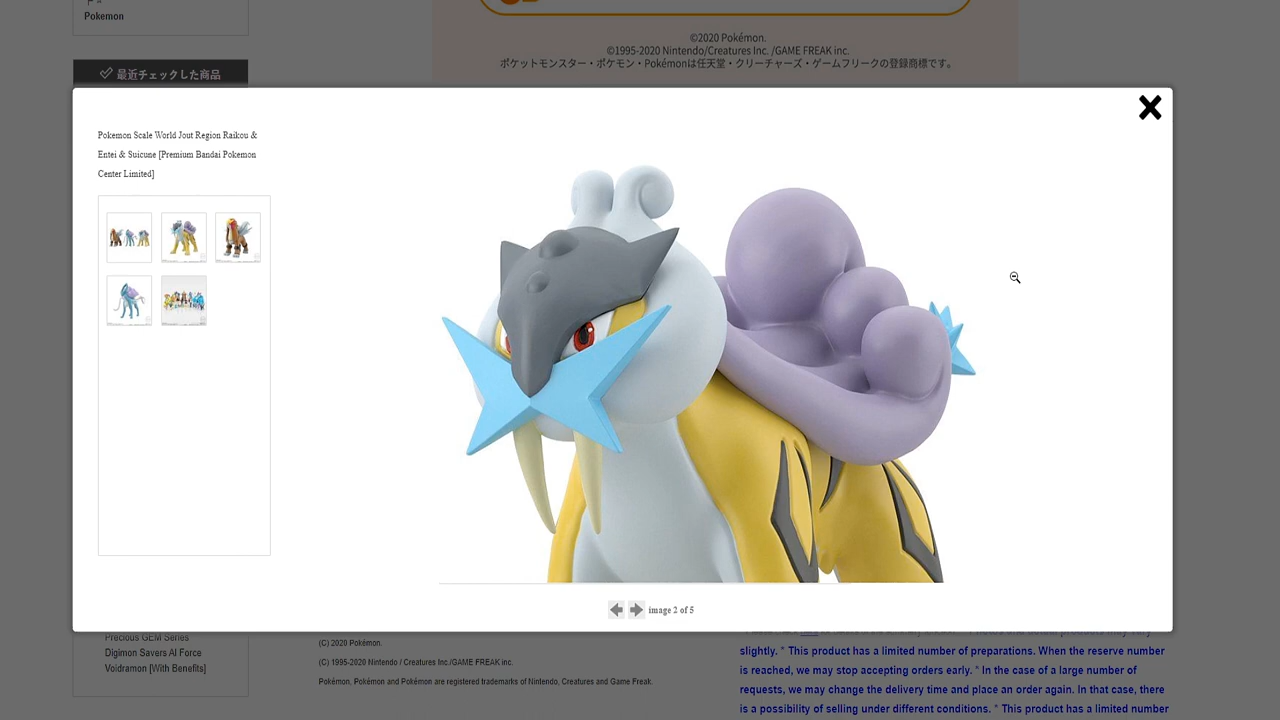 Pokemon
©2020 Pokémon.
©1995-2020 Nintendo/Creatures Inc. /GAME FREAK inc.
ポケットモンスター・ポケモン・Pokémonは任天堂・クリーチャーズ・ゲームフリークの登録商標です。
最近チェックした商品
Pokemon Scale World Jout Region Raikou &
Entei & Suicune [Premium Bandai Pokemon
Center Limited]
image 2 of 5
Precious GEM Series
Digimon Savers AI Force
Voidramon [With Benefits]
(C) 2020 Pokémon.
(C) 1995-2020 Nintendo / Creatures Inc./GAME FREAK inc.
Pokémon, Pokémon and Pokémon are registered trademarks of Nintendo, Creatures and Game Freak.
slightly. * This product has a limited number of preparations. When the reserve number
is reached, we may stop accepting orders early. * In the case of a large number of
requests, we may change the delivery time and place an order again. In that case, there
is a possibility of selling under different conditions. * This product has a limited number